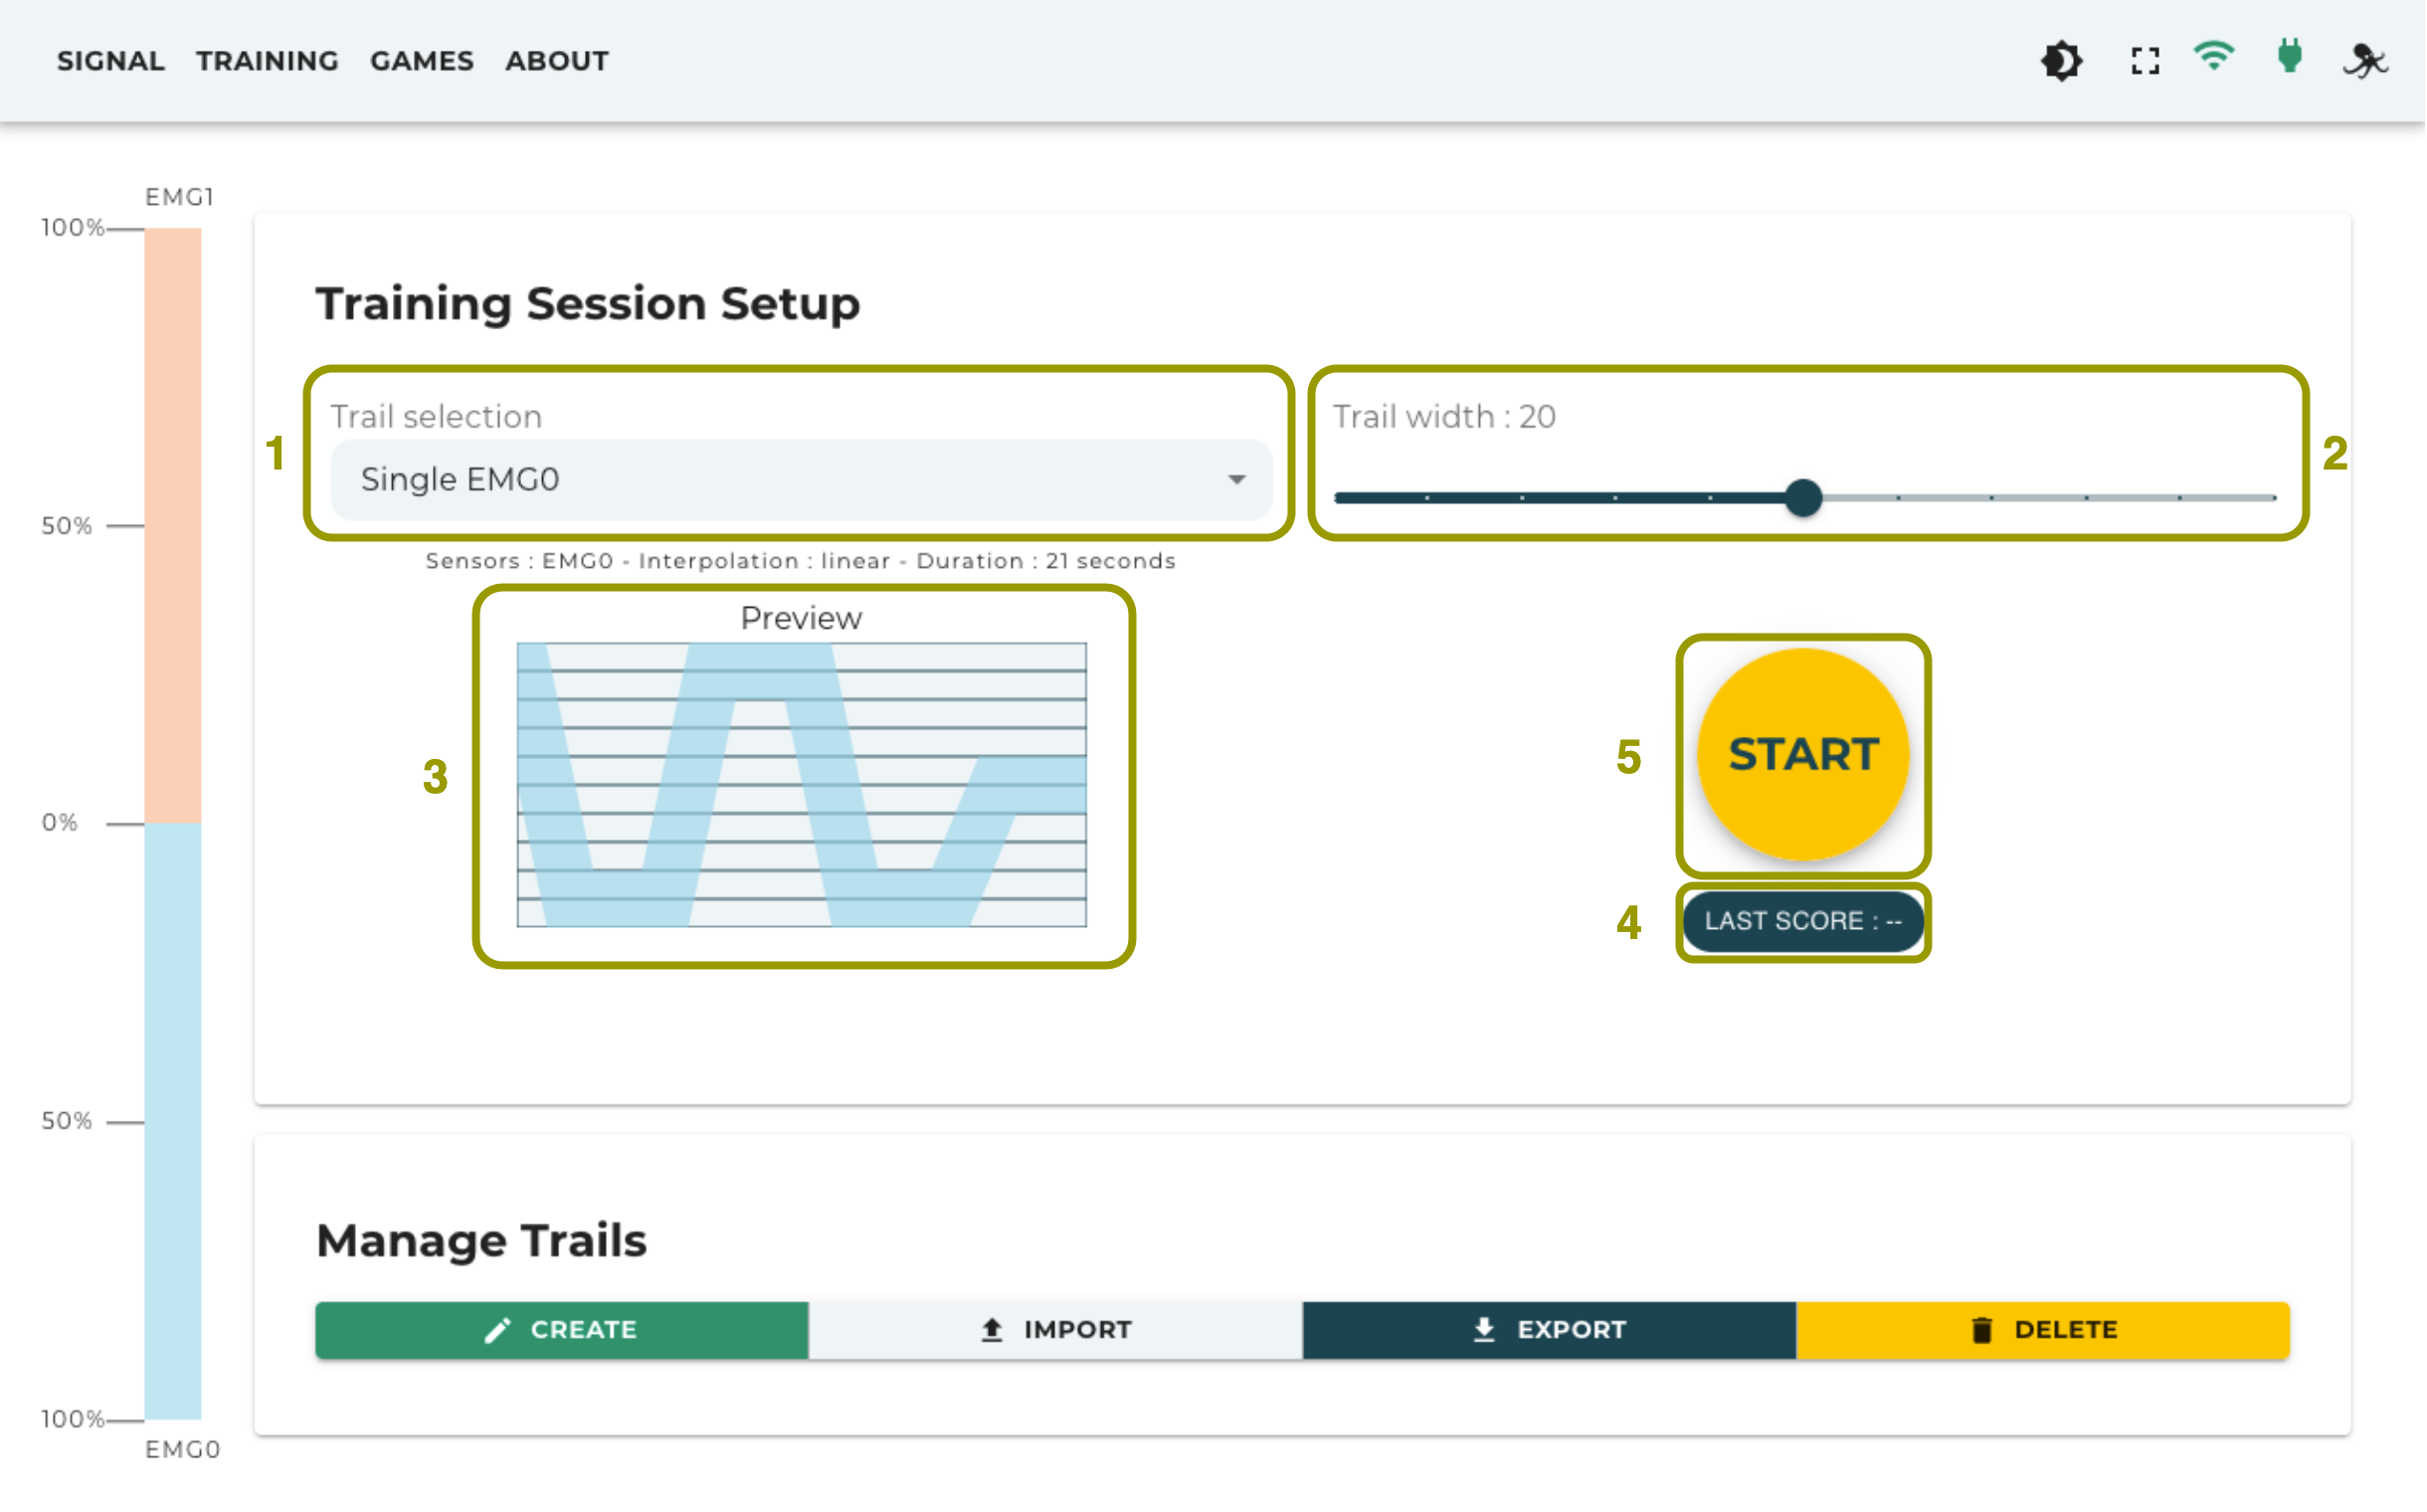 SIGNAL TRAINING GAMES ABOUT
EMG1
100%
50%
0%
50%
100%
EMG0
Training Session Setup
1
Trail selection
Single EMG0
Trail width : 20
2
Sensors : EMG0 - Interpolation : linear - Duration : 21 seconds
3
Preview
5
START
4
LAST SCORE : --
Manage Trails
CREATE
IMPORT
EXPORT
DELETE